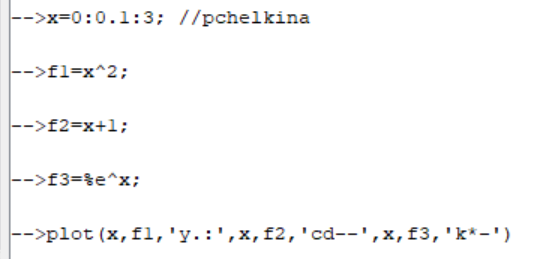 -->x=0:0.1:3; //pchelkina
-->f1=x^2;
-->f2=x+1;
-->f3=%e^x;
-->plot(x,f1,'y.:',x,f2,'cd--',x,f3,'k*-')